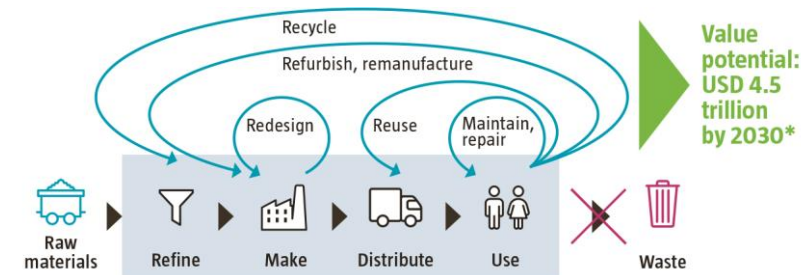 Recycle
Refurbish, remanufacture
Redesign
Reuse
Maintain,
repair
Value
potential:
USD 4.5
trillion
by 2030*
Raw
materials
Refine
Make
Distribute
Use
Waste